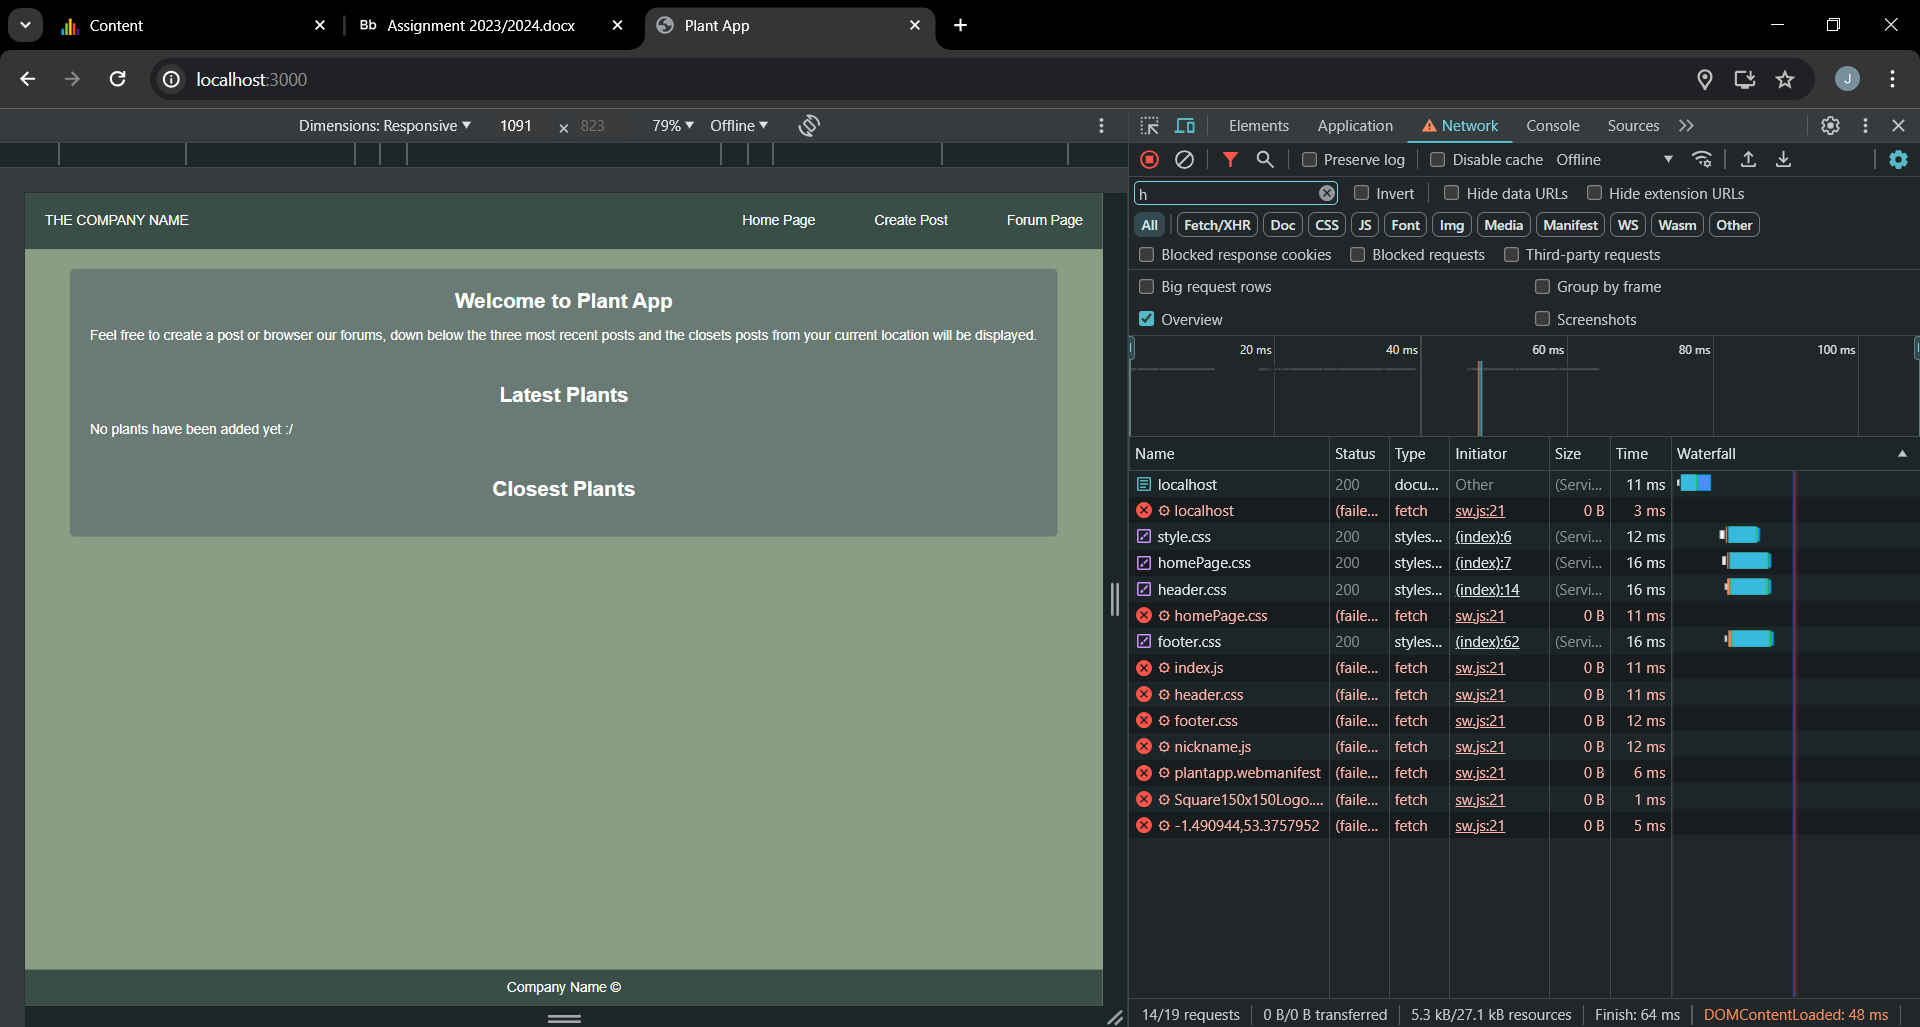 Content
Bb Assignment 2023/2024.docx
Plant App
localhost:3000
J
Dimensions: Responsive
1091 × 823
79%
Offline
THE COMPANY NAME
Home Page
Create Post
Forum Page
Welcome to Plant App
Feel free to create a post or browser our forums, down below the three most recent posts and the closets posts from your current location will be displayed.
Latest Plants
No plants have been added yet :/
Closest Plants
Company Name ©
Elements Application Network Console Sources
Preserve log Disable cache Offline
h Invert Hide data URLs Hide extension URLs
All Fetch/XHR Doc CSS JS Font Img Media Manifest WS Wasm Other
Blocked response cookies Blocked requests Third-party requests
Big request rows Group by frame
Overview Screenshots
20 ms 40 ms 60 ms 80 ms 100 ms
Name Status Type Initiator Size Time Waterfall
localhost 200 docu... Other (Servi... 11 ms
localhost (faile... fetch sw.js:21 0 B 3 ms
style.css 200 styles... (index):6 (Servi... 12 ms
homePage.css 200 styles... (index):7 (Servi... 16 ms
header.css 200 styles... (index):14 (Servi... 16 ms
homePage.css (faile... fetch sw.js:21 0 B 11 ms
footer.css 200 styles... (index):62 (Servi... 16 ms
index.js (faile... fetch sw.js:21 0 B 11 ms
header.css (faile... fetch sw.js:21 0 B 11 ms
footer.css (faile... fetch sw.js:21 0 B 12 ms
nickname.js (faile... fetch sw.js:21 0 B 12 ms
plantapp.webmanifest (faile... fetch sw.js:21 0 B 6 ms
Square150x150Logo.... (faile... fetch sw.js:21 0 B 1 ms
-1.490944,53.3757952 (faile... fetch sw.js:21 0 B 5 ms
14/19 requests 0 B/0 B transferred 5.3 kB/27.1 kB resources Finish: 64 ms DOMContentLoaded: 48 ms